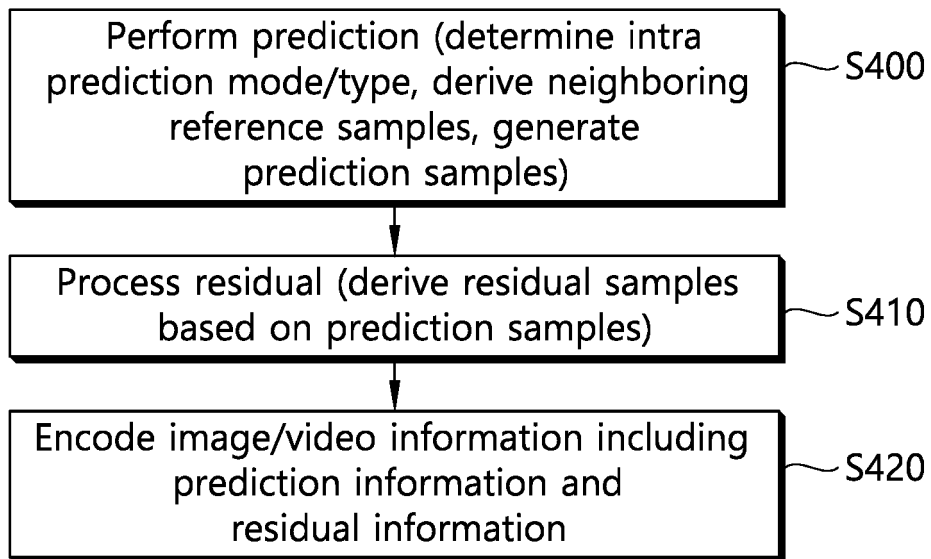 Perform prediction (determine intra
prediction mode/type, derive neighboring
reference samples, generate
prediction samples)
S400
Process residual (derive residual samples
based on prediction samples)
S410
Encode image/video information including
prediction information and
residual information
S420